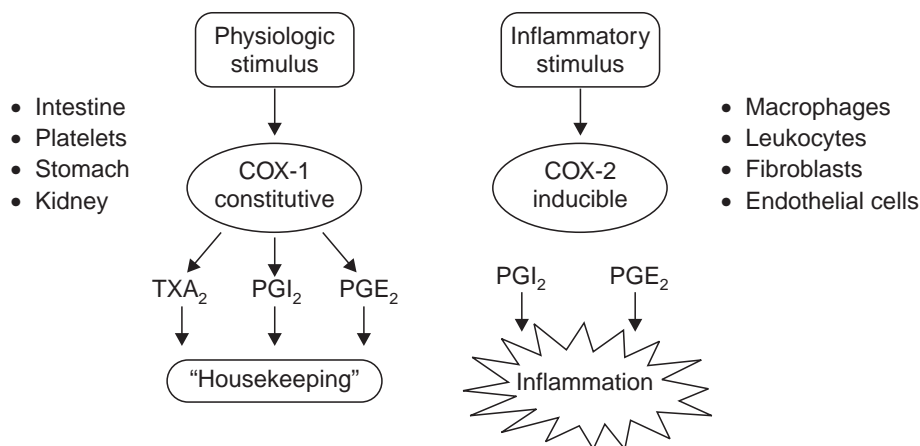 Physiologic
stimulus
• Intestine
• Platelets
• Stomach
• Kidney
COX-1
constitutive
TXA₂ PGI₂ PGE₂
“Housekeeping”
Inflammatory
stimulus
• Macrophages
• Leukocytes
• Fibroblasts
• Endothelial cells
COX-2
inducible
PGI₂ PGE₂
Inflammation